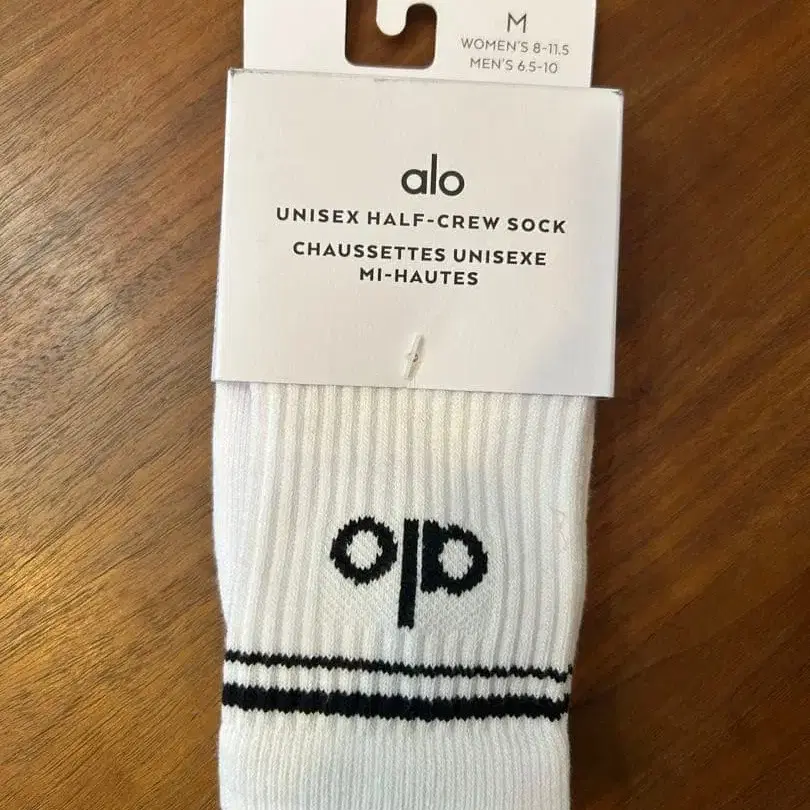 M
WOMEN'S 8-11.5
MEN'S 6.5-10
alo
UNISEX HALF-CREW SOCK
CHAUSSETTES UNISEXE
MI-HAUTES
alo